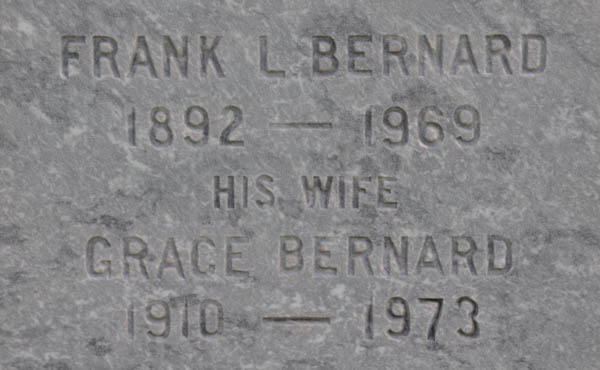 FRANK L. BERNARD
1892 — 1969
HIS WIFE
GRACE BERNARD
1910 — 1973